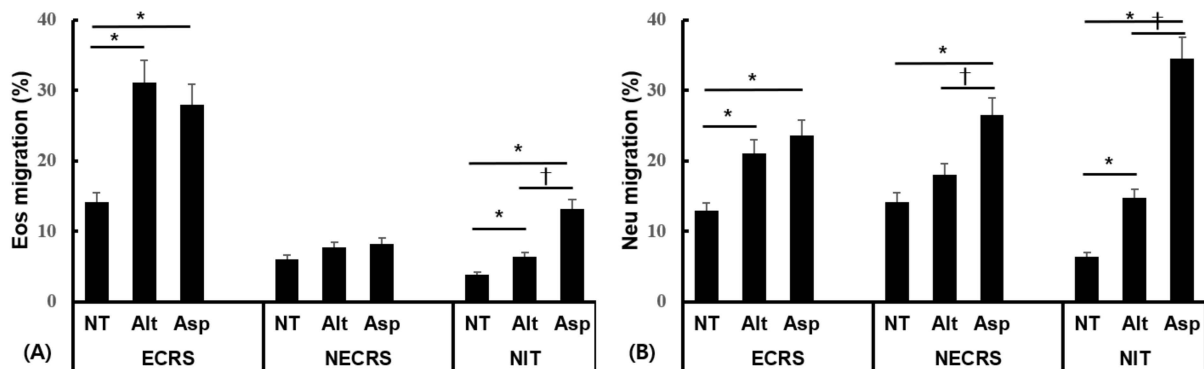 Eos migration (%)
40
30
20
10
0
* * * † *
NT Alt Asp NT Alt Asp NT Alt Asp
ECRS NECRS NIT
(A)
Neu migration (%)
40
30
20
10
0
* * * † * † *
NT Alt Asp NT Alt Asp NT Alt Asp
ECRS NECRS NIT
(B)